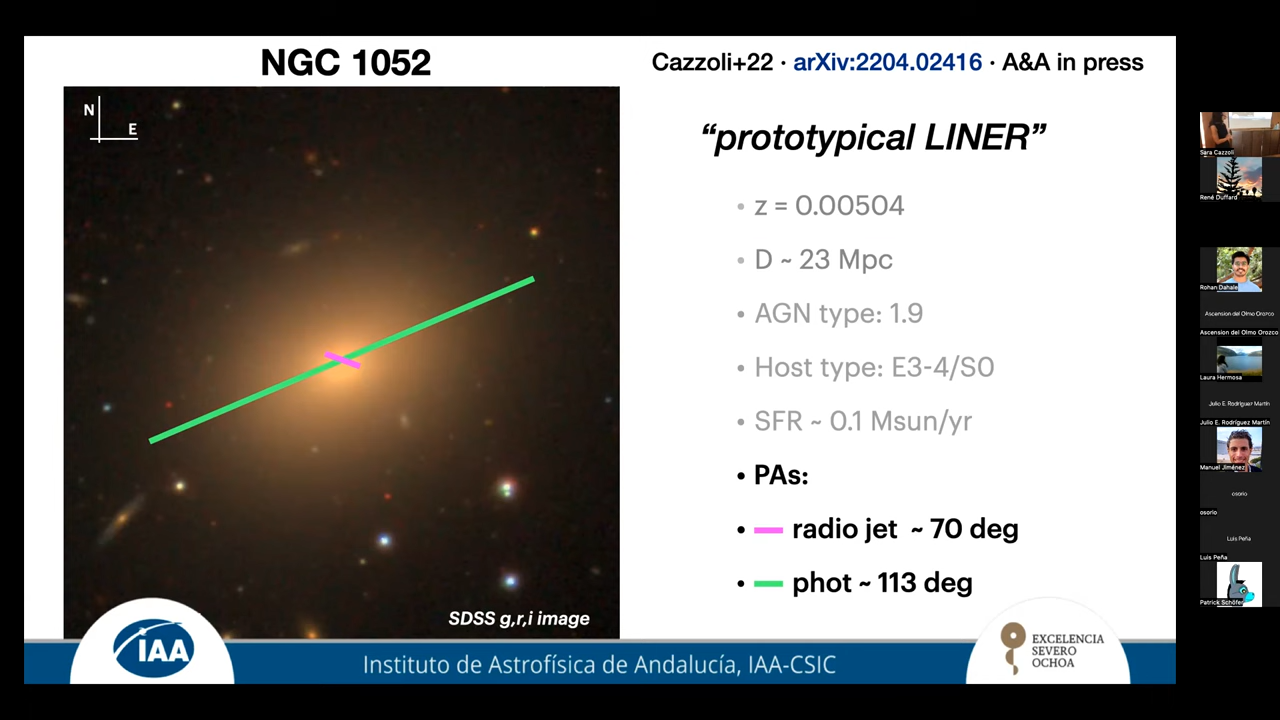 NGC 1052
Cazzoli+22 · arXiv:2204.02416 · A&A in press
N
E
"prototypical LINER"
• z = 0.00504
• D ~ 23 Mpc
• AGN type: 1.9
• Host type: E3-4/S0
• SFR ~ 0.1 Msun/yr
• PAs:
• radio jet ~ 70 deg
• phot ~ 113 deg
SDSS g,r,i image
IAA
Instituto de Astrofísica de Andalucía, IAA-CSIC
EXCELENCIA
SEVERO
OCHOA
Sara Cazzoli
René Duffard
Rohan Dahale
Ascension del Olmo Orozco
Ascension del Olmo Orozco
Laura Hermosa
Julio E. Rodríguez Martín
Julio E. Rodríguez Martín
Manuel Jiménez
osorio
osorio
Luis Peña
Luis Peña
Patrick Schöfer